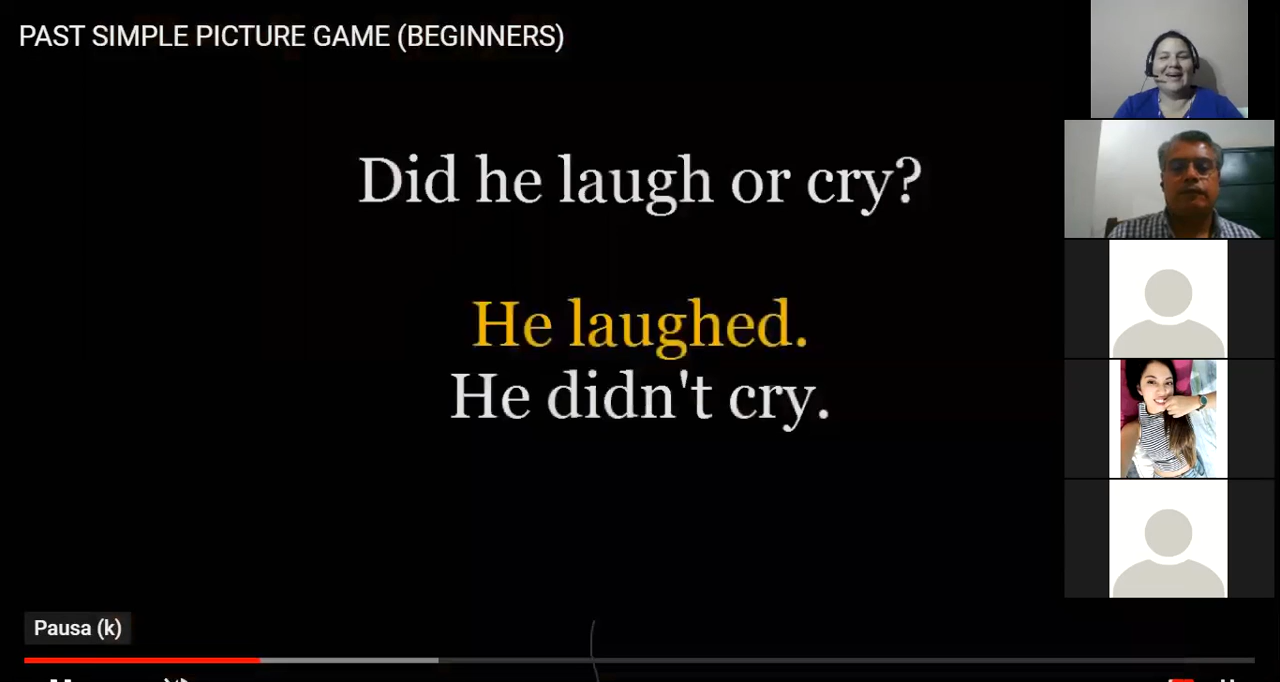 PAST SIMPLE PICTURE GAME (BEGINNERS)
Did he laugh or cry?
He laughed.
He didn't cry.
Pausa (k)